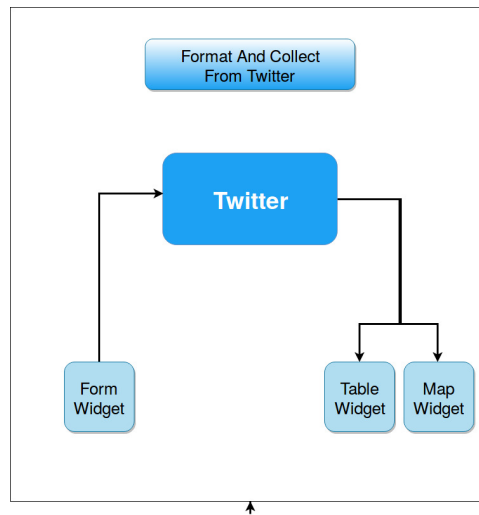 Format And Collect
From Twitter
Twitter
Form
Widget
Table
Widget
Map
Widget